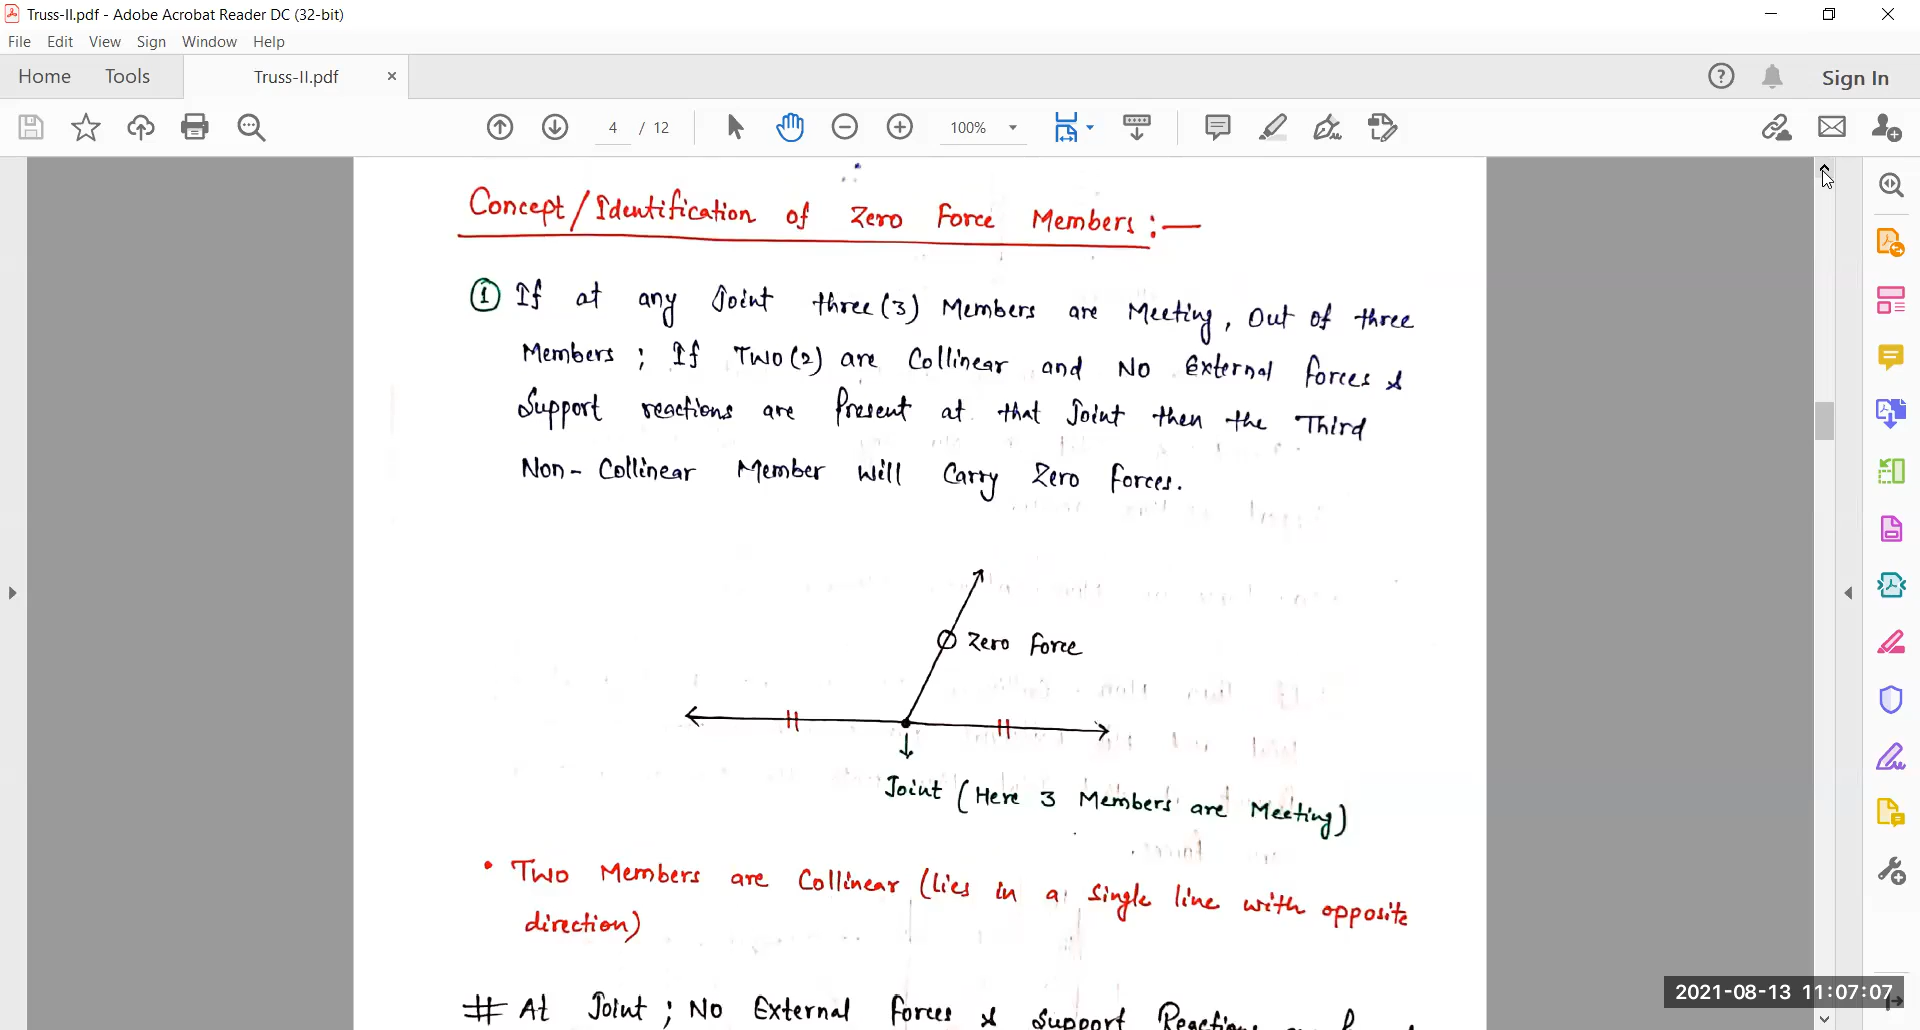 Truss-II.pdf - Adobe Acrobat Reader DC (32-bit)
File Edit View Sign Window Help
Home Tools Truss-II.pdf × Sign In
4 / 12 100%
Concept/Identification of Zero Force Members :—
① If at any Joint three (3) Members are Meeting, Out of three
Members ; If Two (2) are Collinear and No External forces &
Support reactions are Present at that Joint then the Third
Non-Collinear Member will Carry Zero forces.
Zero force
Joint (Here 3 Members are Meeting)
• Two Members are Collinear (lies in a single line with opposite
direction)
# At Joint ; No External forces & Support
2021-08-13 11:07:07